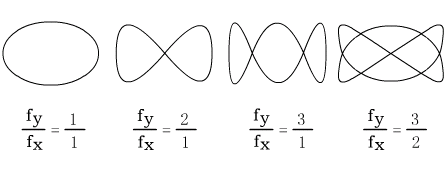 fy/fx = 1/1
fy/fx = 2/1
fy/fx = 3/1
fy/fx = 3/2